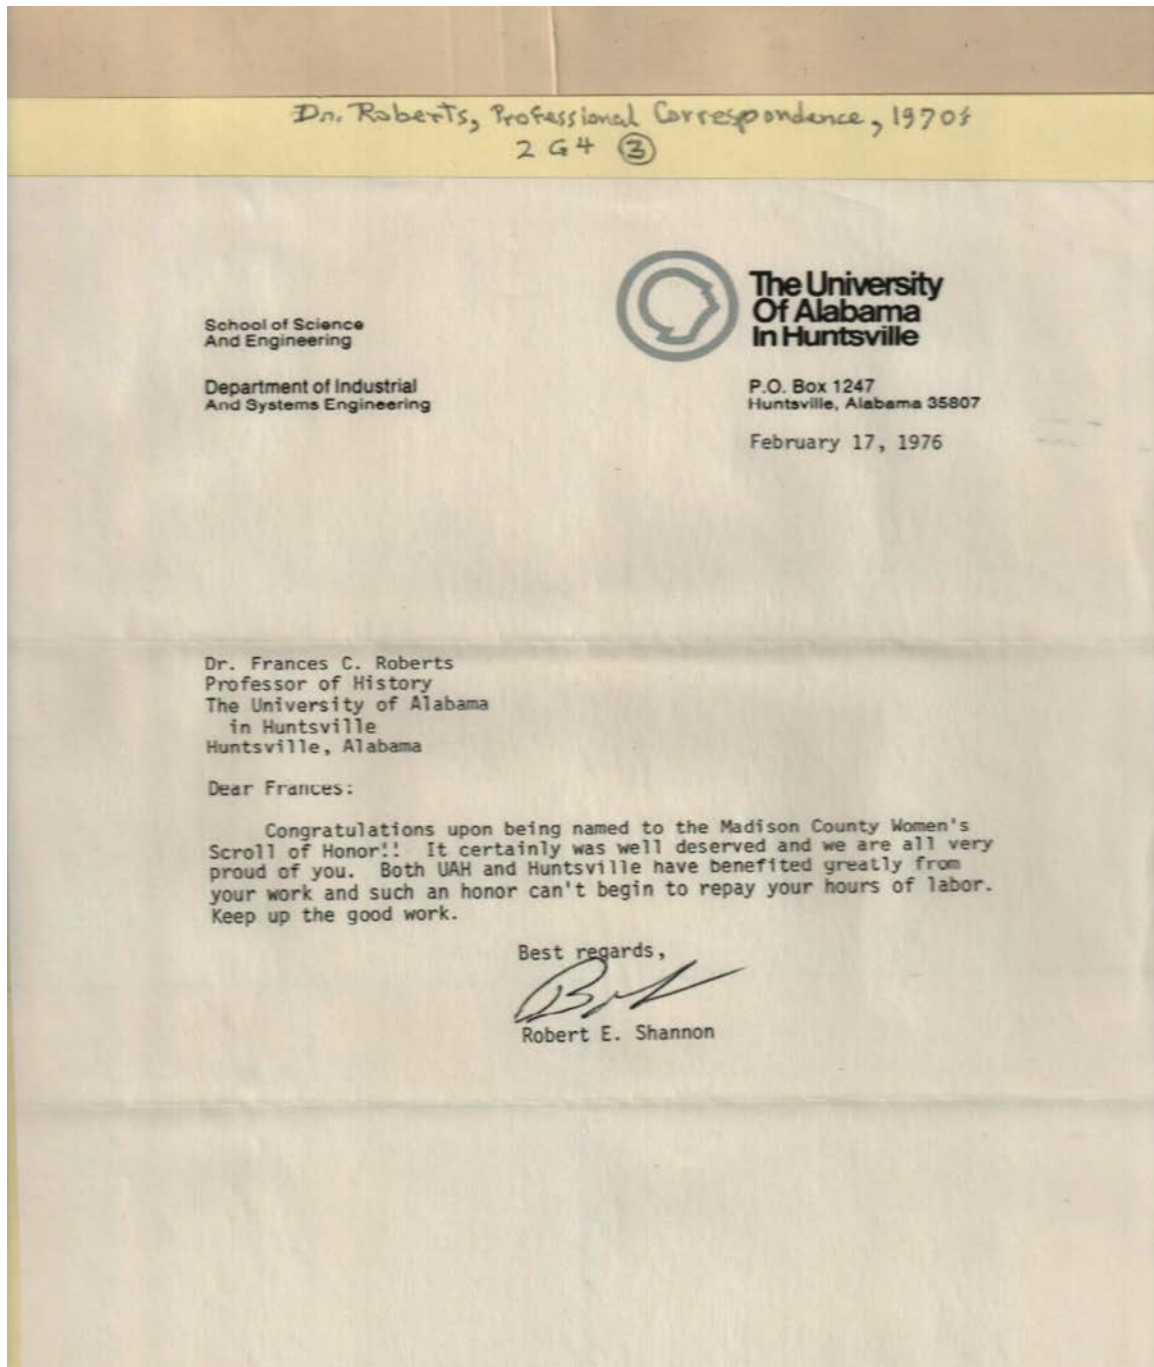 Dr. Roberts, Professional Correspondence, 1970s
2 G4 ③
School of Science
And Engineering
Department of Industrial
And Systems Engineering
The University
Of Alabama
In Huntsville
P.O. Box 1247
Huntsville, Alabama 35807
February 17, 1976
Dr. Frances C. Roberts
Professor of History
The University of Alabama
in Huntsville
Huntsville, Alabama
Dear Frances:
Congratulations upon being named to the Madison County Women's
Scroll of Honor!! It certainly was well deserved and we are all very
proud of you. Both UAH and Huntsville have benefited greatly from
your work and such an honor can't begin to repay your hours of labor.
Keep up the good work.
Best regards,
Bob
Robert E. Shannon